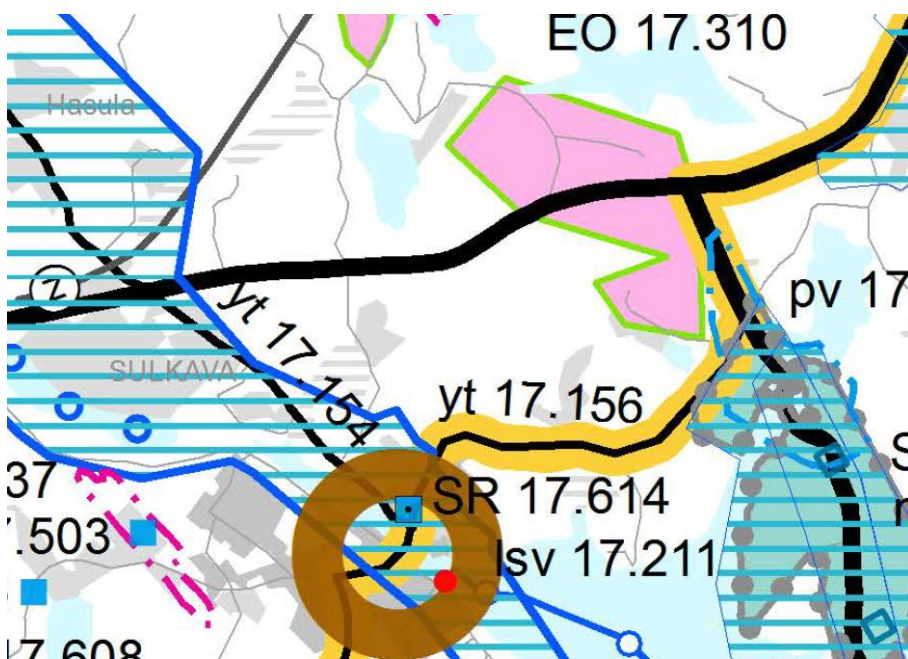 EO 17.310
Hasula
pv 17
yt 17.154
SULKAVA
yt 17.156
37
SR 17.614
.503
lsv 17.211
17.608